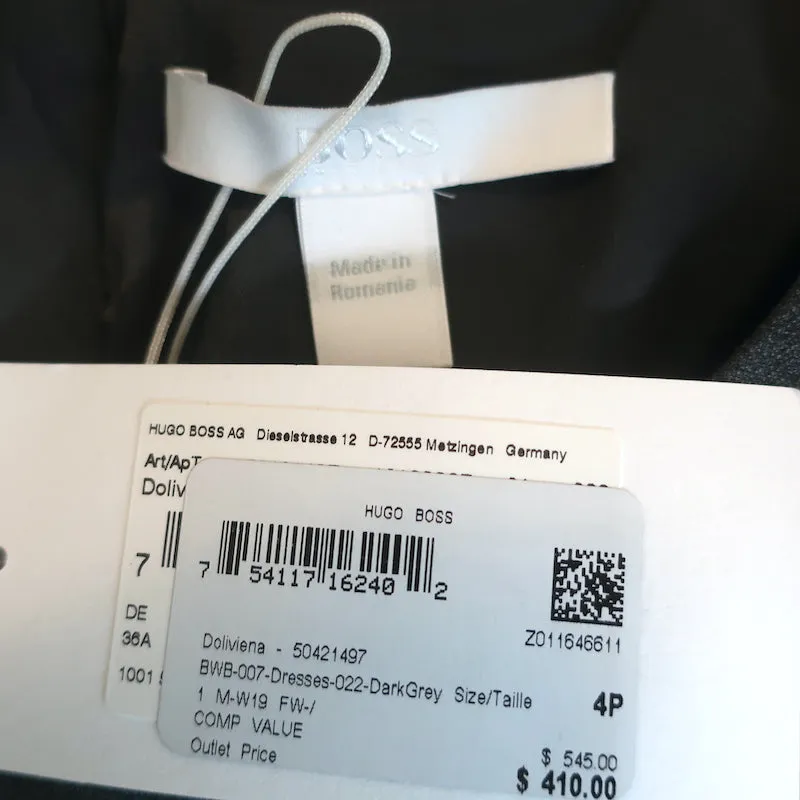 BOSS
Made in
Romania
HUGO BOSS AG Dieselstrasse 12 D-72555 Metzingen Germany
Art/Ap
Doliv
7
DE
36A
1001
HUGO BOSS
7 54117 16240 2
Z011646611
Doliviena - 50421497
BWB-007-Dresses-022-DarkGrey Size/Taille 4P
1 M-W19 FW-/
COMP VALUE $ 545.00
Outlet Price $ 410.00